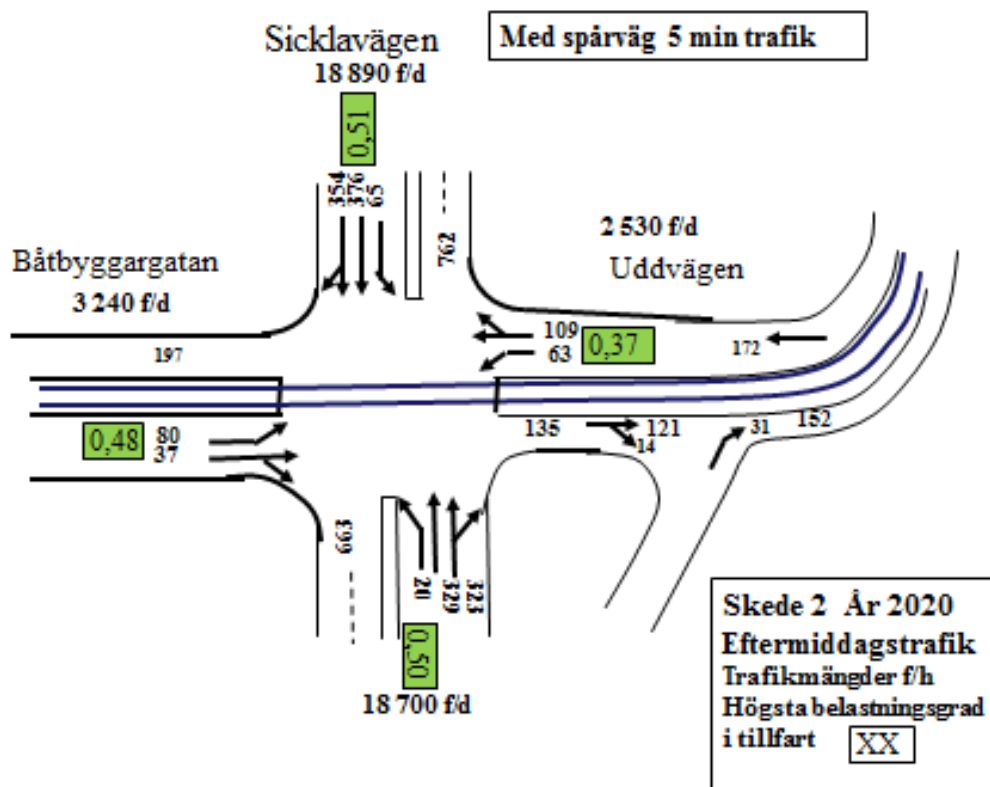 Sicklavägen
18 890 f/d
Med spårväg 5 min trafik
0,51
354
376
65
762
2 530 f/d
Uddvägen
Båtbyggargatan
3 240 f/d
197
109
63
0,37
172
0,48
80
37
135
121
14
31
152
663
20
329
323
0,50
18 700 f/d
Skede 2 År 2020
Eftermiddagstrafik
Trafikmängder f/h
Högsta belastningsgrad
i tillfart XX